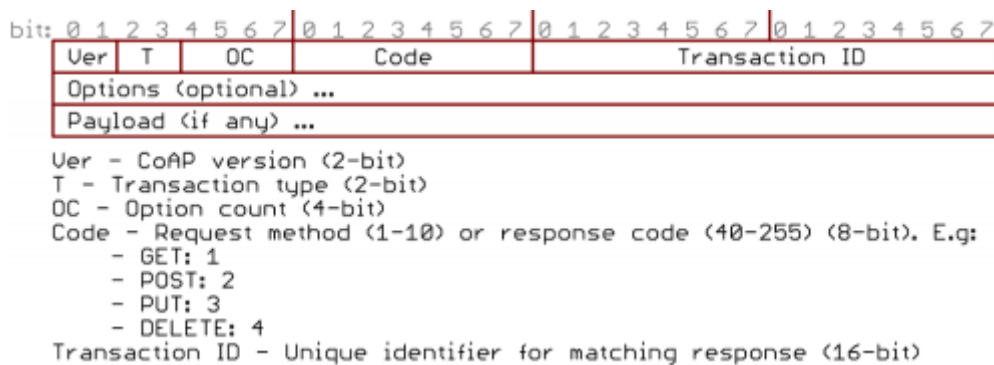 bit: 0 1 2 3 4 5 6 7 0 1 2 3 4 5 6 7 0 1 2 3 4 5 6 7 0 1 2 3 4 5 6 7
Ver T OC Code Transaction ID
Options (optional) ...
Payload (if any) ...
Ver - CoAP version (2-bit)
T - Transaction type (2-bit)
OC - Option count (4-bit)
Code - Request method (1-10) or response code (40-255) (8-bit). E.g:
- GET: 1
- POST: 2
- PUT: 3
- DELETE: 4
Transaction ID - Unique identifier for matching response (16-bit)